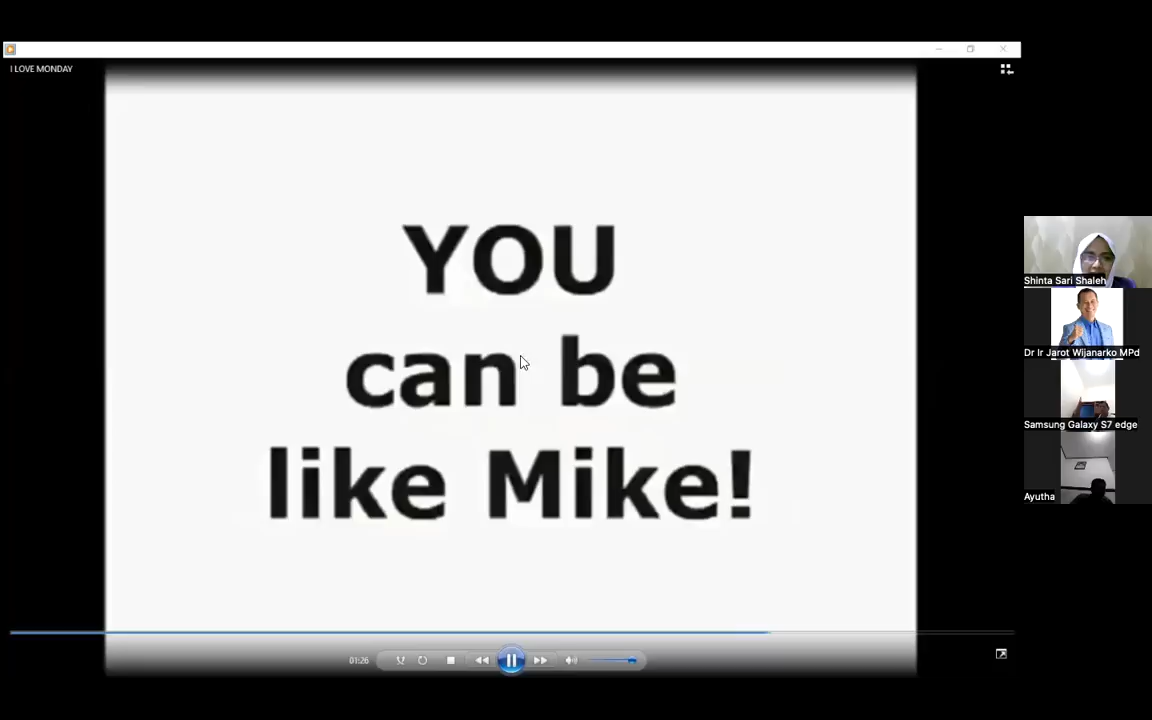 I LOVE MONDAY
YOU
can be
like Mike!
Shinta Sari Shaleh
Dr Ir Jarot Wijanarko MPd
Samsung Galaxy S7 edge
Ayutha
01:26